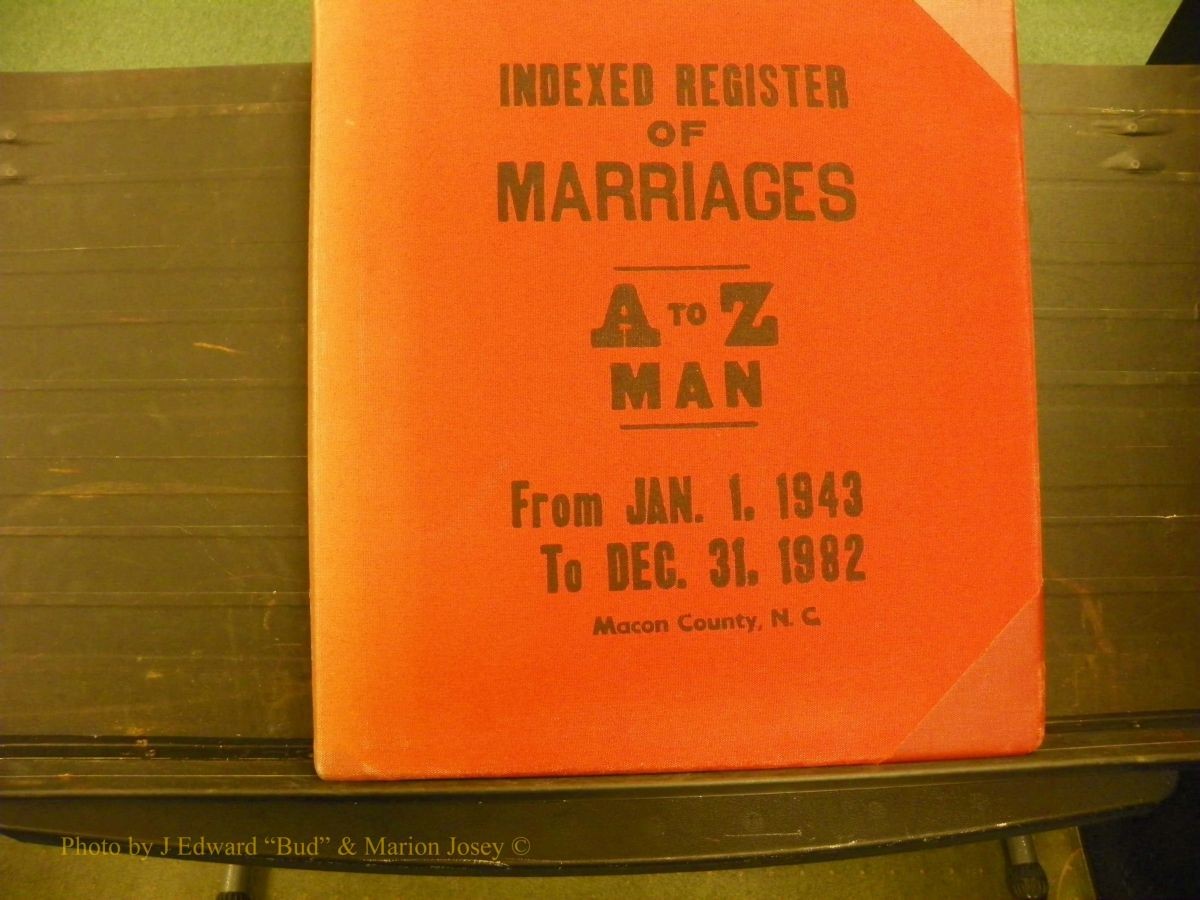 INDEXED REGISTER
OF
MARRIAGES
A TO Z
MAN
From JAN. 1. 1943
To DEC. 31. 1982
Macon County, N. C
Photo by J Edward “Bud” & Marion Josey ©